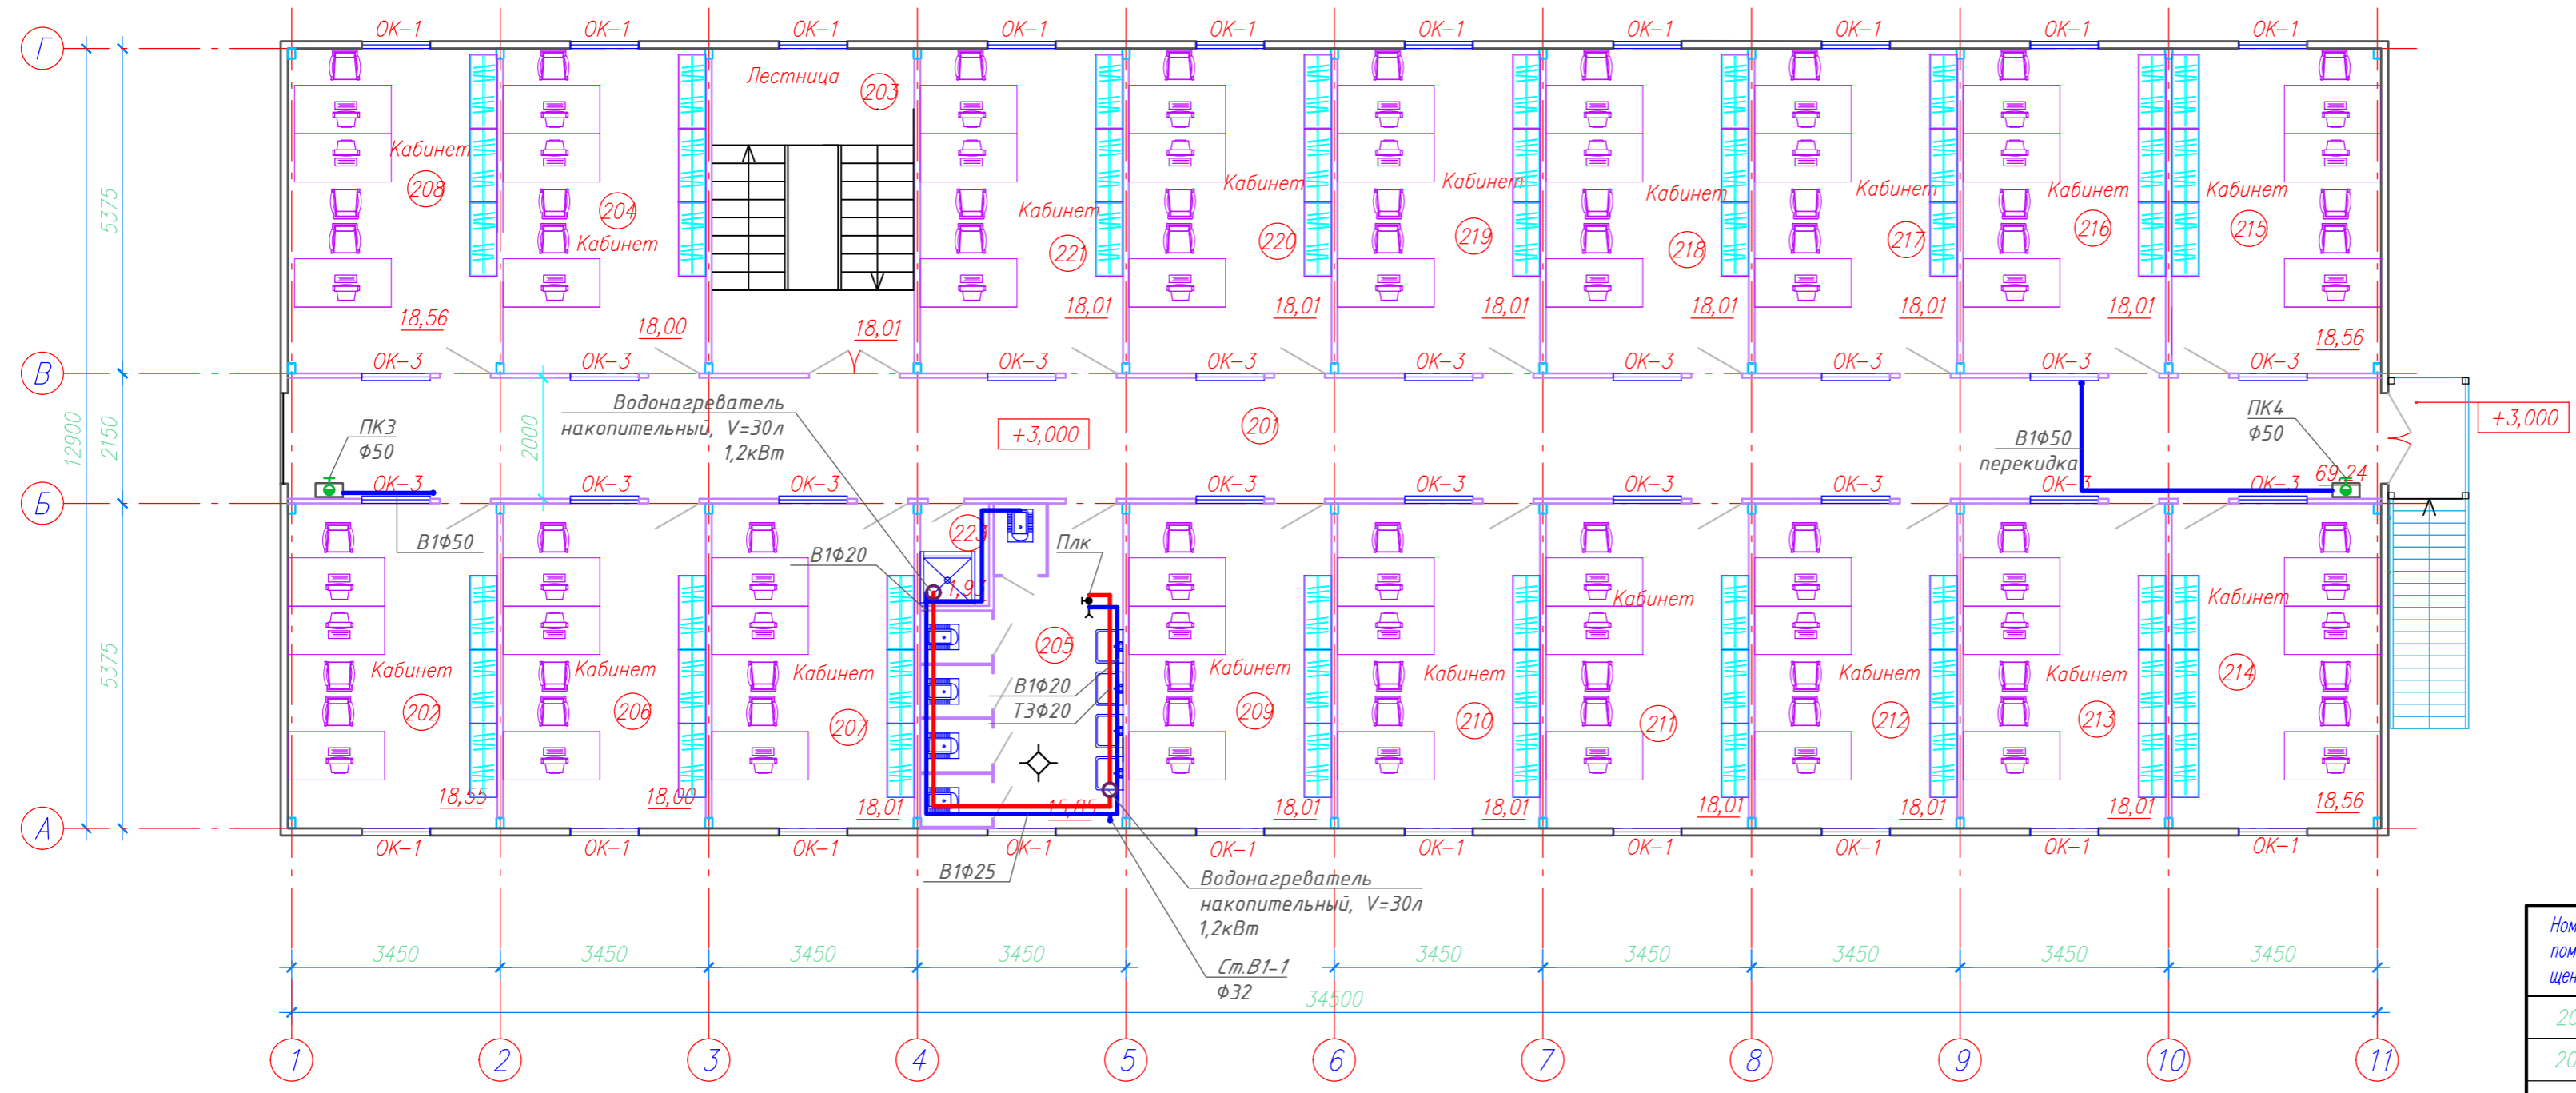 ОК-1 ОК-1 ОК-1 ОК-1 ОК-1 ОК-1 ОК-1 ОК-1 ОК-1 ОК-1
Г
Лестница
203
Кабинет
208
204
Кабинет
Кабинет
221
Кабинет
220
Кабинет
219
Кабинет
218
Кабинет
217
Кабинет
216
Кабинет
215
5375
18,56
18,00
18,01
18,01
18,01
18,01
18,01
18,01
18,01
18,56
ОК-3 ОК-3 ОК-3 ОК-3 ОК-3 ОК-3 ОК-3 ОК-3 ОК-3
В
12900
2150
2000
ПК3
Ф50
Водонагреватель
накопительный, V=30л
1,2кВт
+3,000
201
В1Ф50
перекидка
ПК4
Ф50
+3,000
69,24
ОК-3 ОК-3 ОК-3 ОК-3 ОК-3 ОК-3 ОК-3 ОК-3 ОК-3
Б
В1Ф50
223
В1Ф20
Плк
1,93
205
В1Ф20
Т3Ф20
5375
Кабинет
202
Кабинет
206
Кабинет
207
Кабинет
209
Кабинет
210
Кабинет
211
Кабинет
212
Кабинет
213
Кабинет
214
18,55
18,00
18,01
15,85
18,01
18,01
18,01
18,01
18,01
18,56
А
ОК-1 ОК-1 ОК-1 ОК-1 ОК-1 ОК-1 ОК-1 ОК-1 ОК-1 ОК-1
В1Ф25
Водонагреватель
накопительный, V=30л
1,2кВт
Ст.В1-1
Ф32
3450 3450 3450 3450 3450 3450 3450 3450 3450
34500
1 2 3 4 5 6 7 8 9 10 11
Ном
пом
щен
20
20